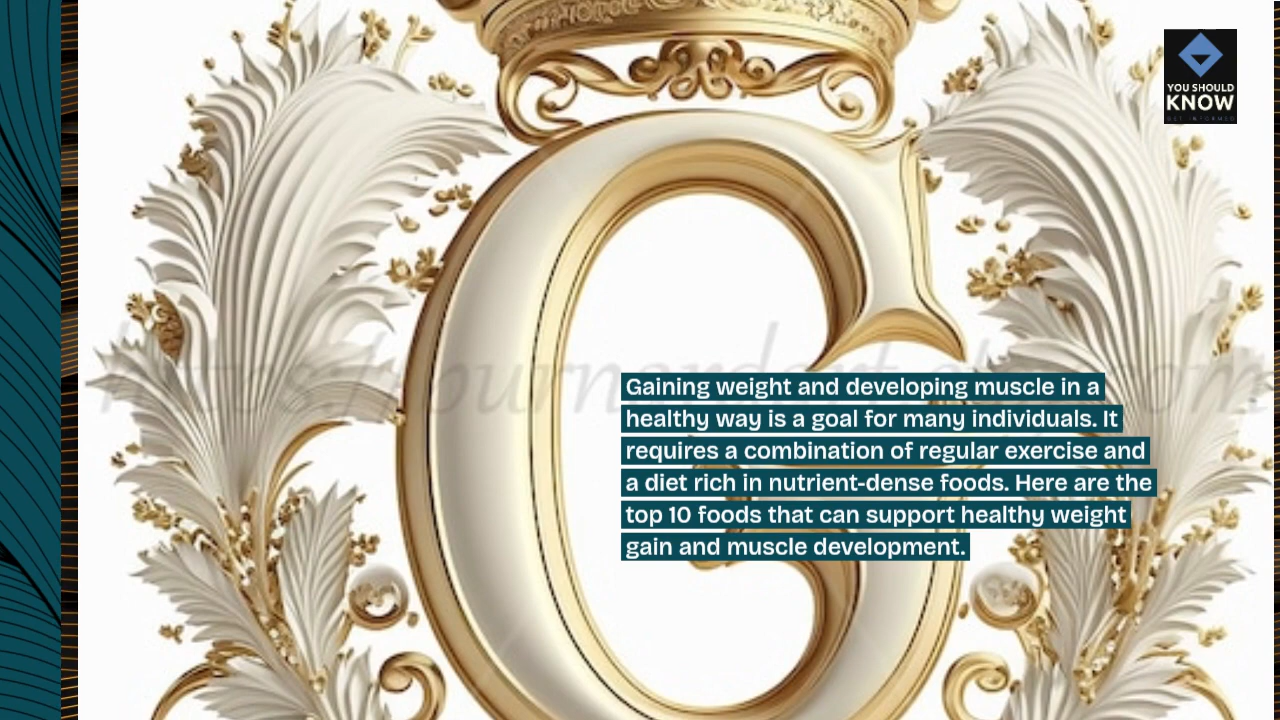 YOU SHOULD
KNOW
GET INFORMED
G
Gaining weight and developing muscle in a
healthy way is a goal for many individuals. It
requires a combination of regular exercise and
a diet rich in nutrient-dense foods. Here are the
top 10 foods that can support healthy weight
gain and muscle development.